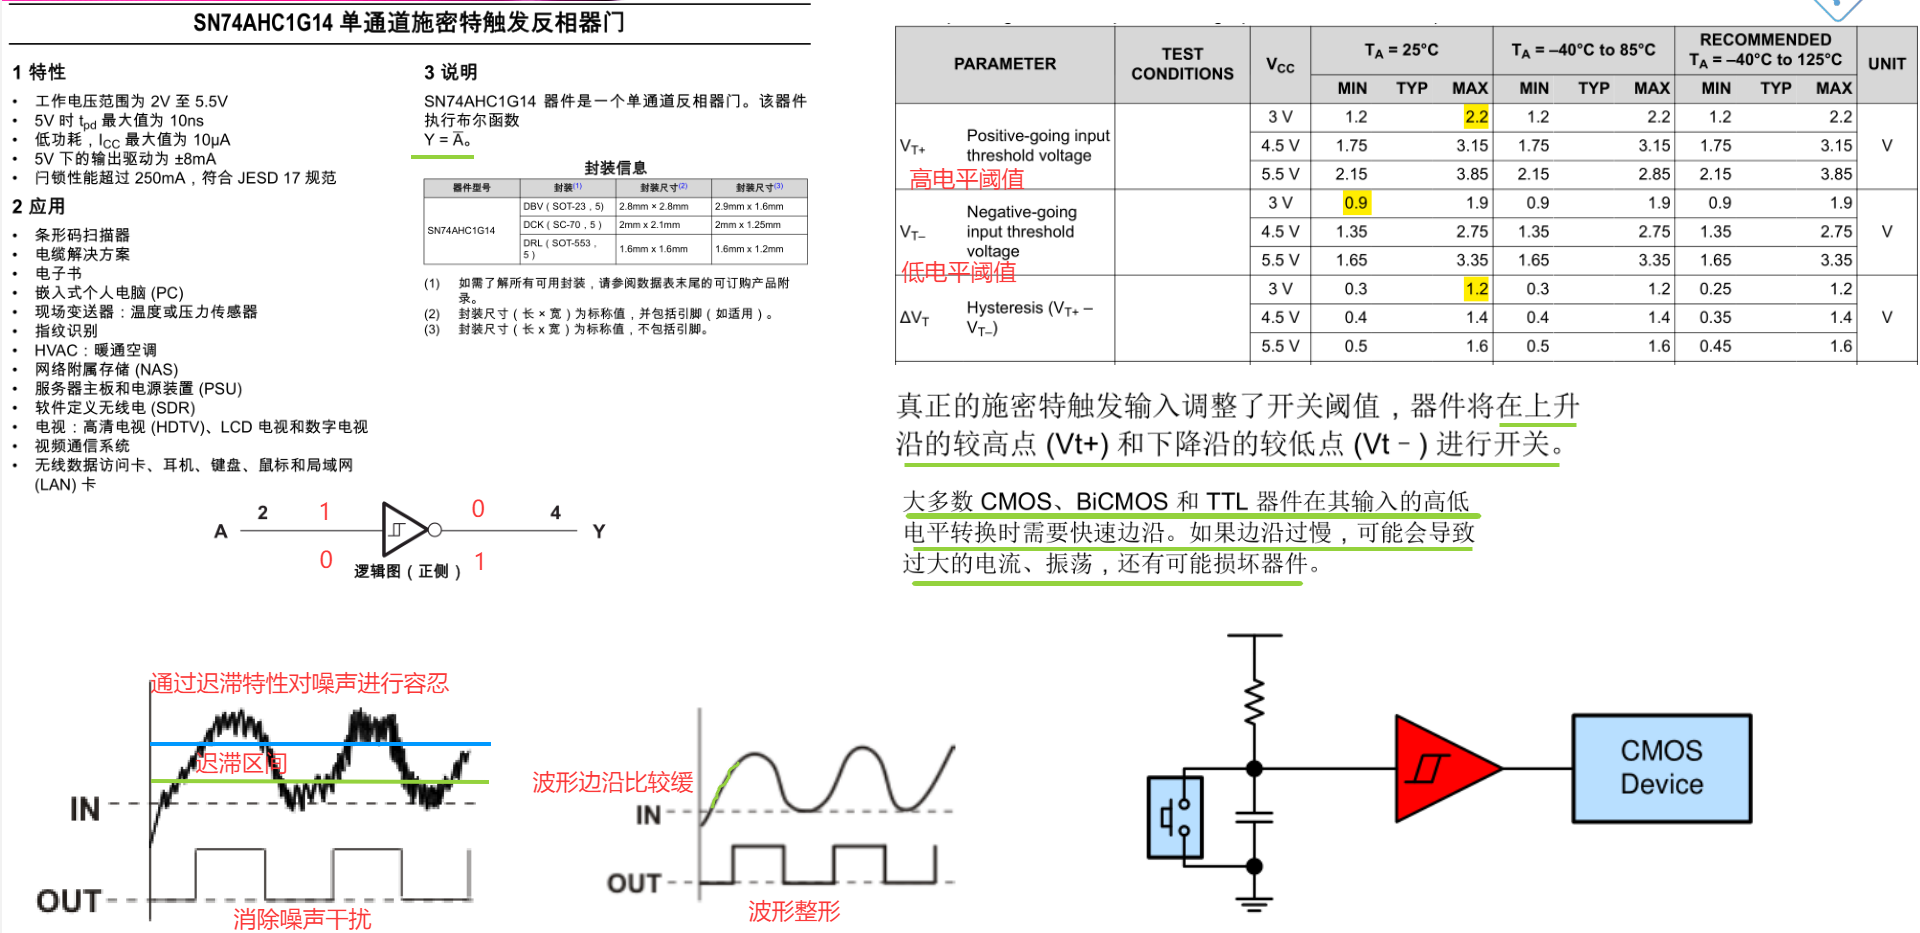 SN74AHC1G14 单通道施密特触发反相器门
1 特性
• 工作电压范围为 2V 至 5.5V
• 5V 时 tpd 最大值为 10ns
• 低功耗，ICC 最大值为 10μA
• 5V 下的输出驱动为 ±8mA
• 闩锁性能超过 250mA，符合 JESD 17 规范
2 应用
• 条形码扫描器
• 电缆解决方案
• 电子书
• 嵌入式个人电脑 (PC)
• 现场变送器：温度或压力传感器
• 指纹识别
• HVAC：暖通空调
• 网络附属存储 (NAS)
• 服务器主板和电源装置 (PSU)
• 软件定义无线电 (SDR)
• 电视：高清电视 (HDTV)、LCD 电视和数字电视
• 视频通信系统
• 无线数据访问卡、耳机、键盘、鼠标和局域网
(LAN) 卡
3 说明
SN74AHC1G14 器件是一个单通道反相器门。该器件
执行布尔函数
Y = A̅。
封装信息
器件型号 封装(1) 封装尺寸(2) 封装尺寸(3)
SN74AHC1G14
DBV（SOT-23，5) 2.8mm × 2.8mm 2.9mm x 1.6mm
DCK（SC-70，5） 2mm x 2.1mm 2mm x 1.25mm
DRL（SOT-553，
5） 1.6mm x 1.6mm 1.6mm x 1.2mm
(1) 如需了解所有可用封装，请参阅数据表末尾的可订购产品附
录。
(2) 封装尺寸（长 × 宽）为标称值，并包括引脚（如适用）。
(3) 封装尺寸（长 x 宽）为标称值，不包括引脚。
2 1 0 4
A Y
0 1
逻辑图（正侧）
PARAMETER TEST CONDITIONS VCC TA = 25°C TA = –40°C to 85°C RECOMMENDED TA = –40°C to 125°C UNIT
MIN TYP MAX MIN TYP MAX MIN TYP MAX
VT+ Positive-going input threshold voltage
高电平阈值
3 V 1.2 2.2 1.2 2.2 1.2 2.2
4.5 V 1.75 3.15 1.75 3.15 1.75 3.15 V
5.5 V 2.15 3.85 2.15 3.85 2.15 3.85
VT– Negative-going input threshold voltage
低电平阈值
3 V 0.9 1.9 0.9 1.9 0.9 1.9
4.5 V 1.35 2.75 1.35 2.75 1.35 2.75 V
5.5 V 1.65 3.35 1.65 3.35 1.65 3.35
ΔVT Hysteresis (VT+ – VT–)
3 V 0.3 1.2 0.3 1.2 0.25 1.2
4.5 V 0.4 1.4 0.4 1.4 0.35 1.4 V
5.5 V 0.5 1.6 0.5 1.6 0.45 1.6
真正的施密特触发输入调整了开关阈值，器件将在上升
沿的较高点 (Vt+) 和下降沿的较低点 (Vt－) 进行开关。
大多数 CMOS、BiCMOS 和 TTL 器件在其输入的高低
电平转换时需要快速边沿。如果边沿过慢，可能会导致
过大的电流、振荡，还有可能损坏器件。
通过迟滞特性对噪声进行容忍
迟滞区间
IN
OUT
消除噪声干扰
波形边沿比较缓
IN
OUT
波形整形
CMOS
Device